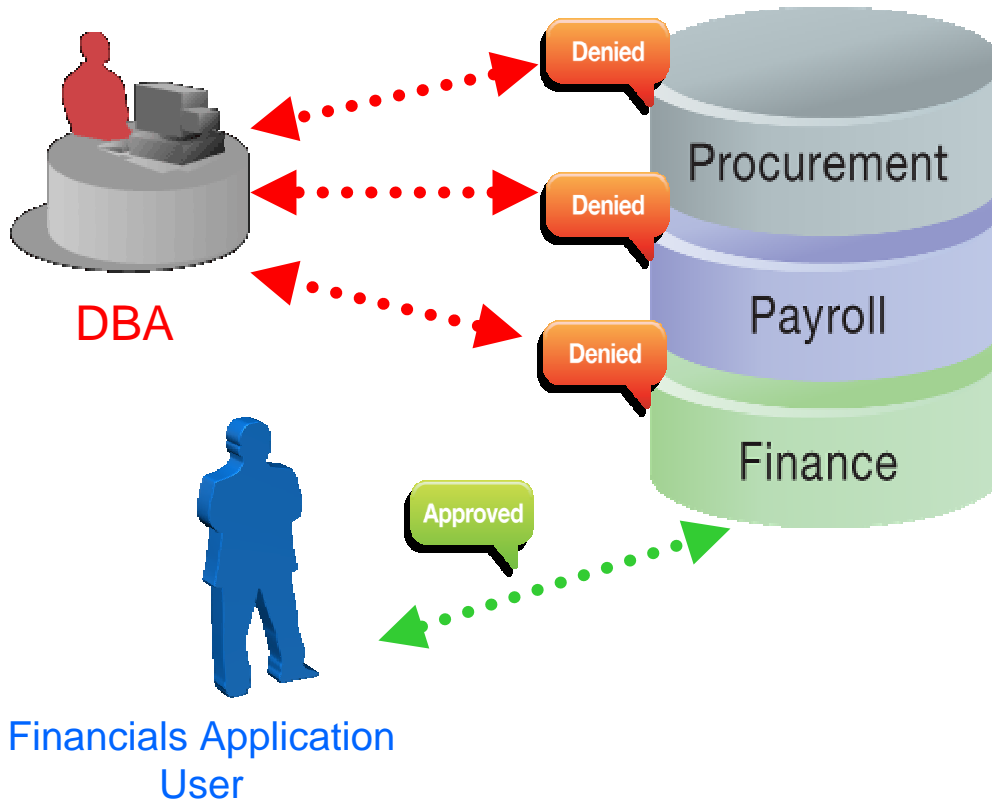 Denied
Procurement
Denied
DBA
Payroll
Denied
Finance
Approved
Financials Application
User